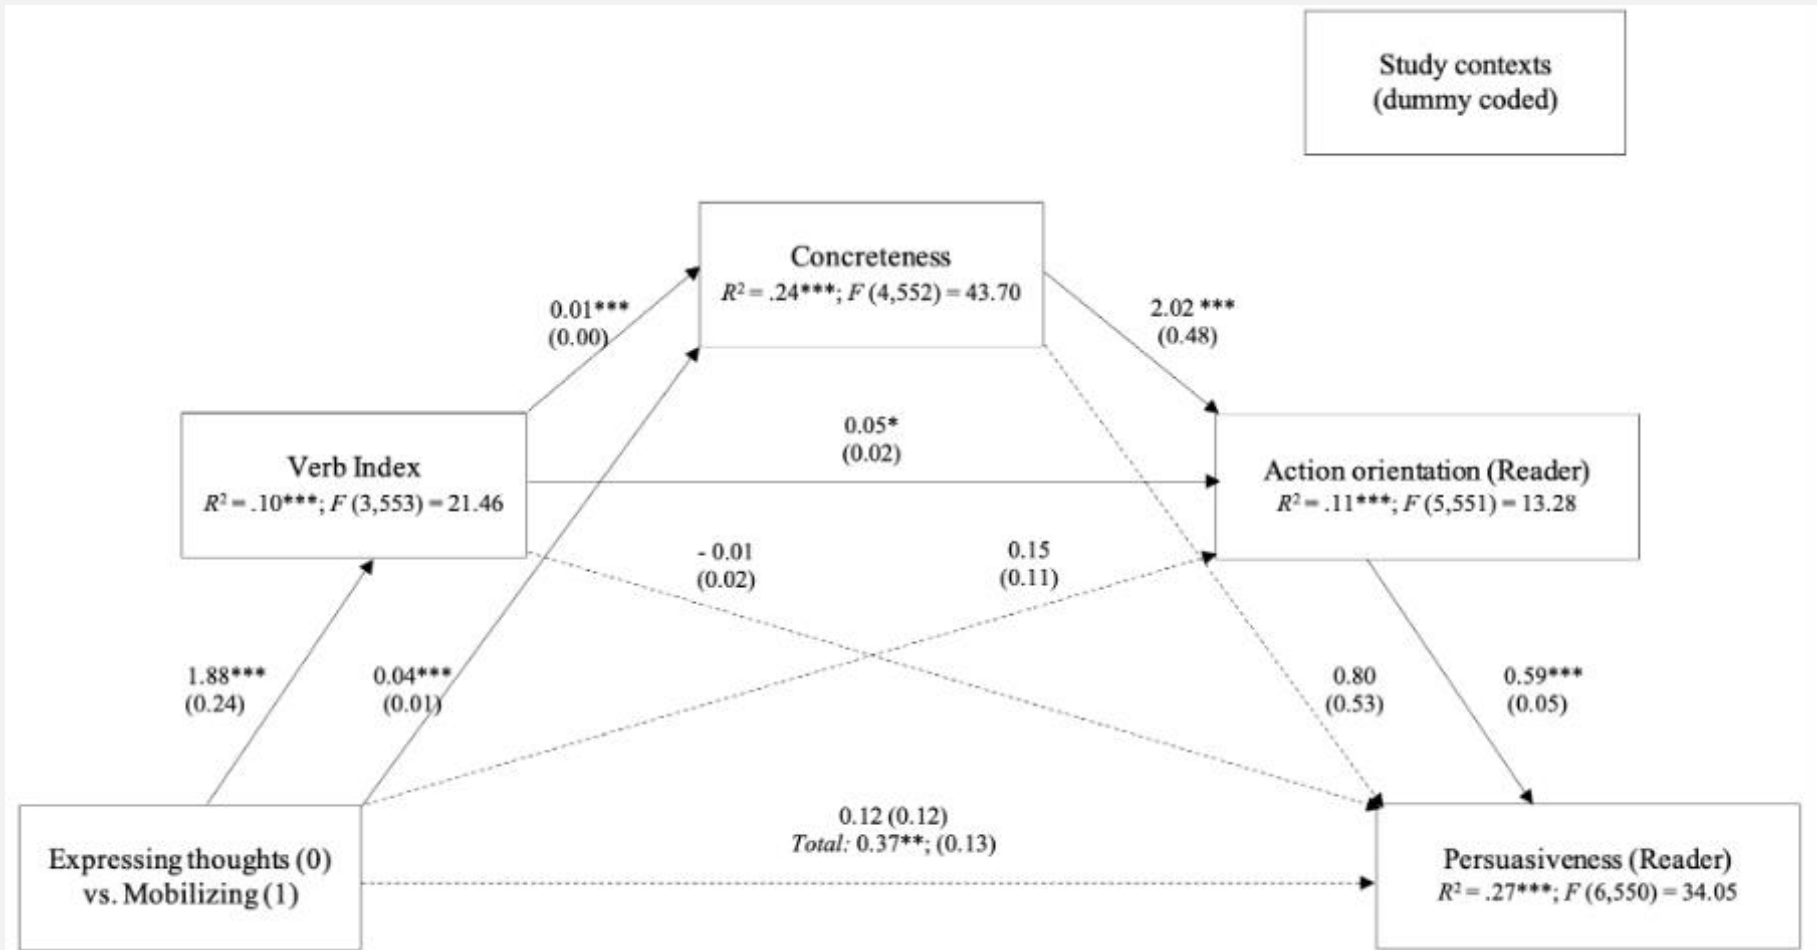 Study contexts
(dummy coded)
Concreteness
R² = .24***; F (4,552) = 43.70
0.01***
(0.00)
2.02 ***
(0.48)
0.05*
(0.02)
Verb Index
R² = .10***; F (3,553) = 21.46
Action orientation (Reader)
R² = .11***; F (5,551) = 13.28
- 0.01
(0.02)
0.15
(0.11)
1.88***
(0.24)
0.04***
(0.01)
0.80
(0.53)
0.59***
(0.05)
0.12 (0.12)
Total: 0.37**; (0.13)
Expressing thoughts (0)
vs. Mobilizing (1)
Persuasiveness (Reader)
R² = .27***; F (6,550) = 34.05